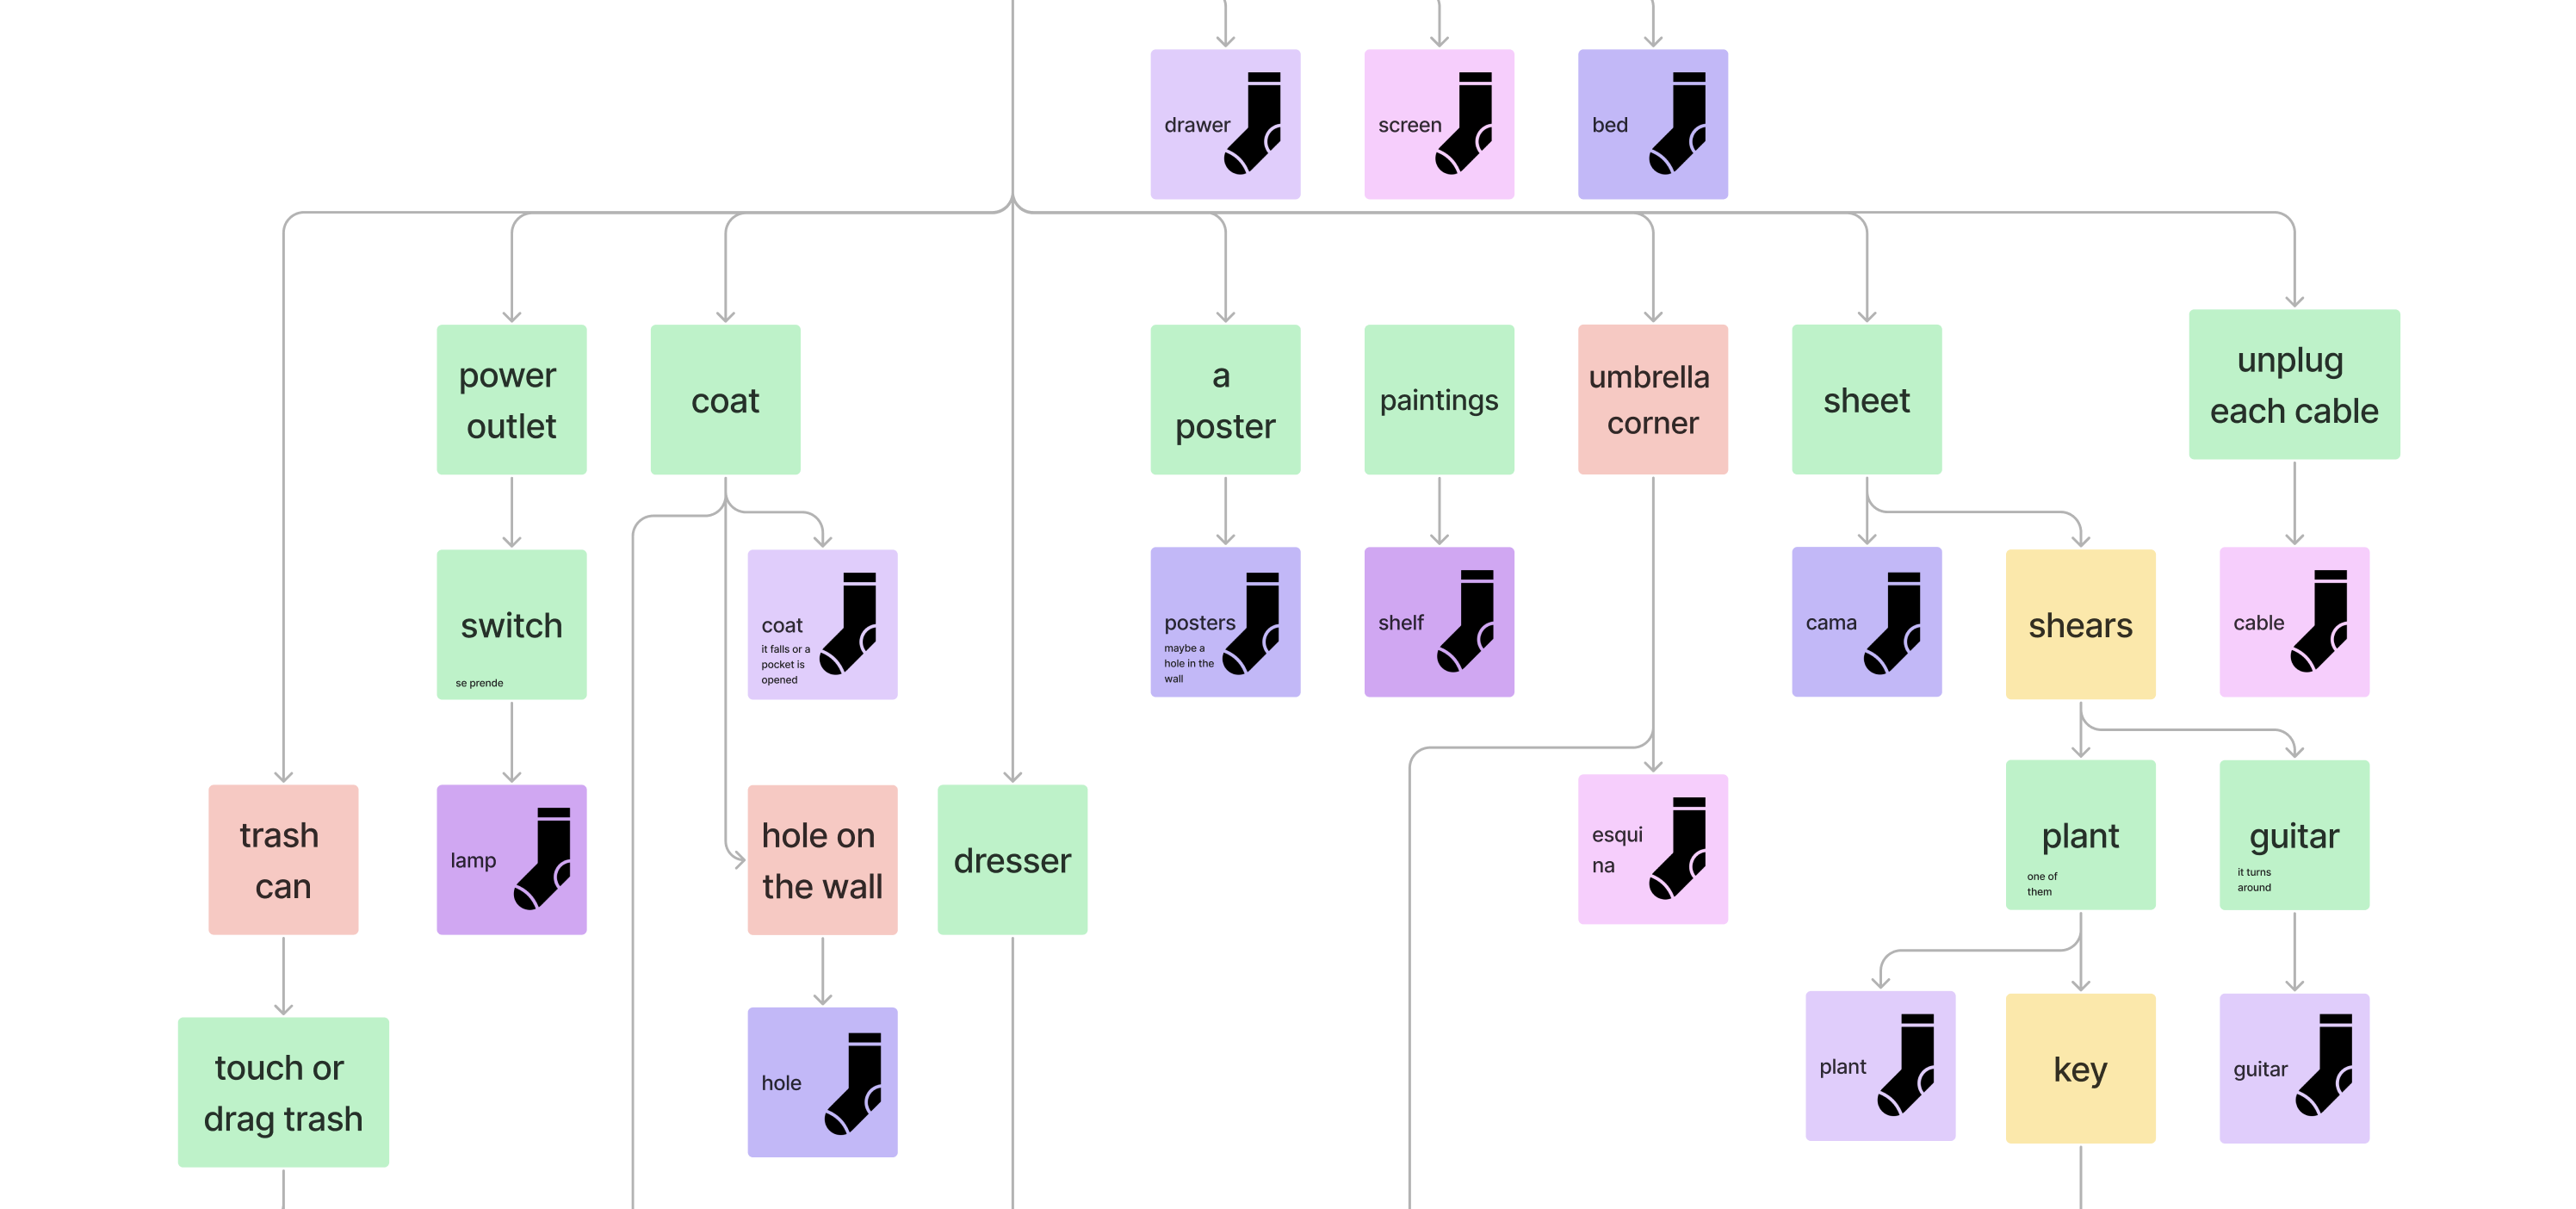 drawer
screen
bed
power
outlet
coat
a
poster
paintings
umbrella
corner
sheet
unplug
each cable
switch
se prende
coat
it falls or a
pocket is
opened
posters
maybe a
hole in the
wall
shelf
cama
shears
cable
trash
can
lamp
hole on
the wall
dresser
esqui
na
plant
one of
them
guitar
it turns
around
touch or
drag trash
hole
plant
key
guitar